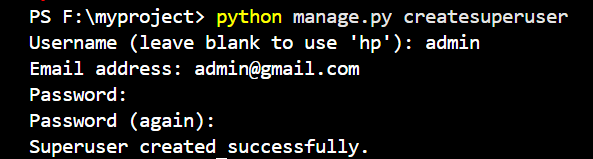 PS F:\myproject> python manage.py createsuperuser
Username (leave blank to use 'hp'): admin
Email address: admin@gmail.com
Password:
Password (again):
Superuser created successfully.